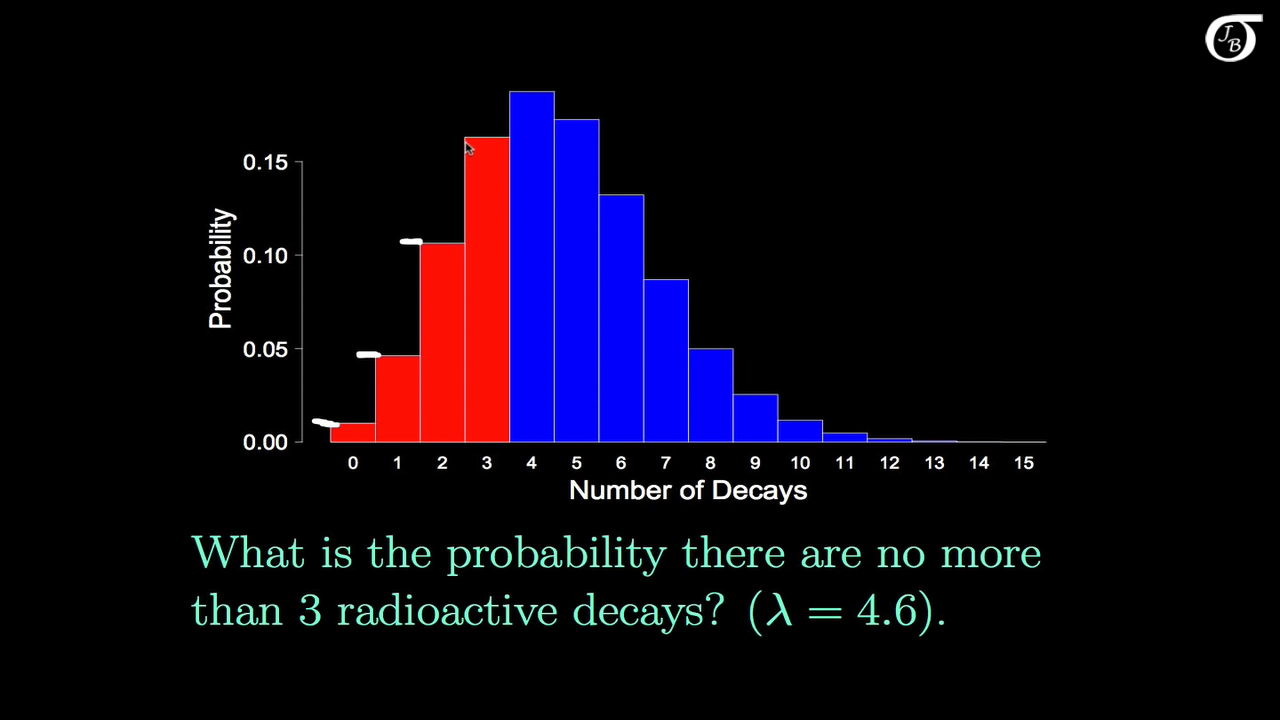 JB
0.15
0.10
0.05
0.00
Probability
0 1 2 3 4 5 6 7 8 9 10 11 12 13 14 15
Number of Decays
What is the probability there are no more
than 3 radioactive decays? (λ = 4.6).